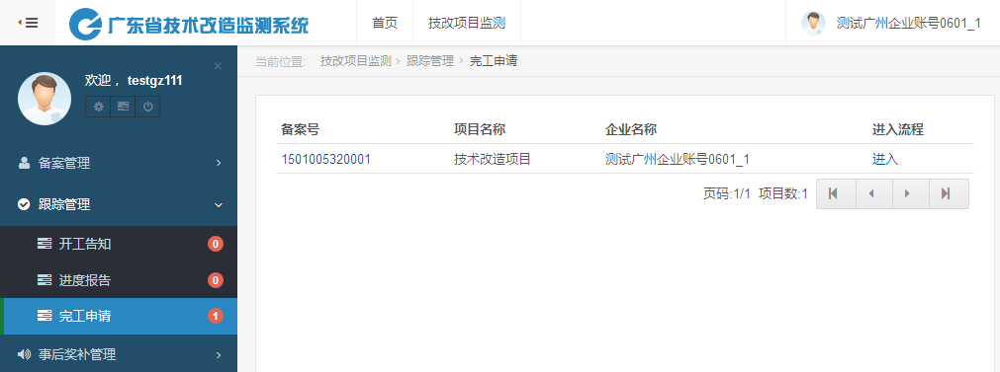 广东省技术改造监测系统 首页 技改项目监测 测试广州企业账号0601_1
欢迎， testgz111 ×
当前位置: 技改项目监测 › 跟踪管理 › 完工申请
备案管理
跟踪管理
开工告知 0
进度报告 0
完工申请 1
事后奖补管理
备案号 项目名称 企业名称 进入流程
1501005320001 技术改造项目 测试广州企业账号0601_1 进入
页码:1/1 项目数:1